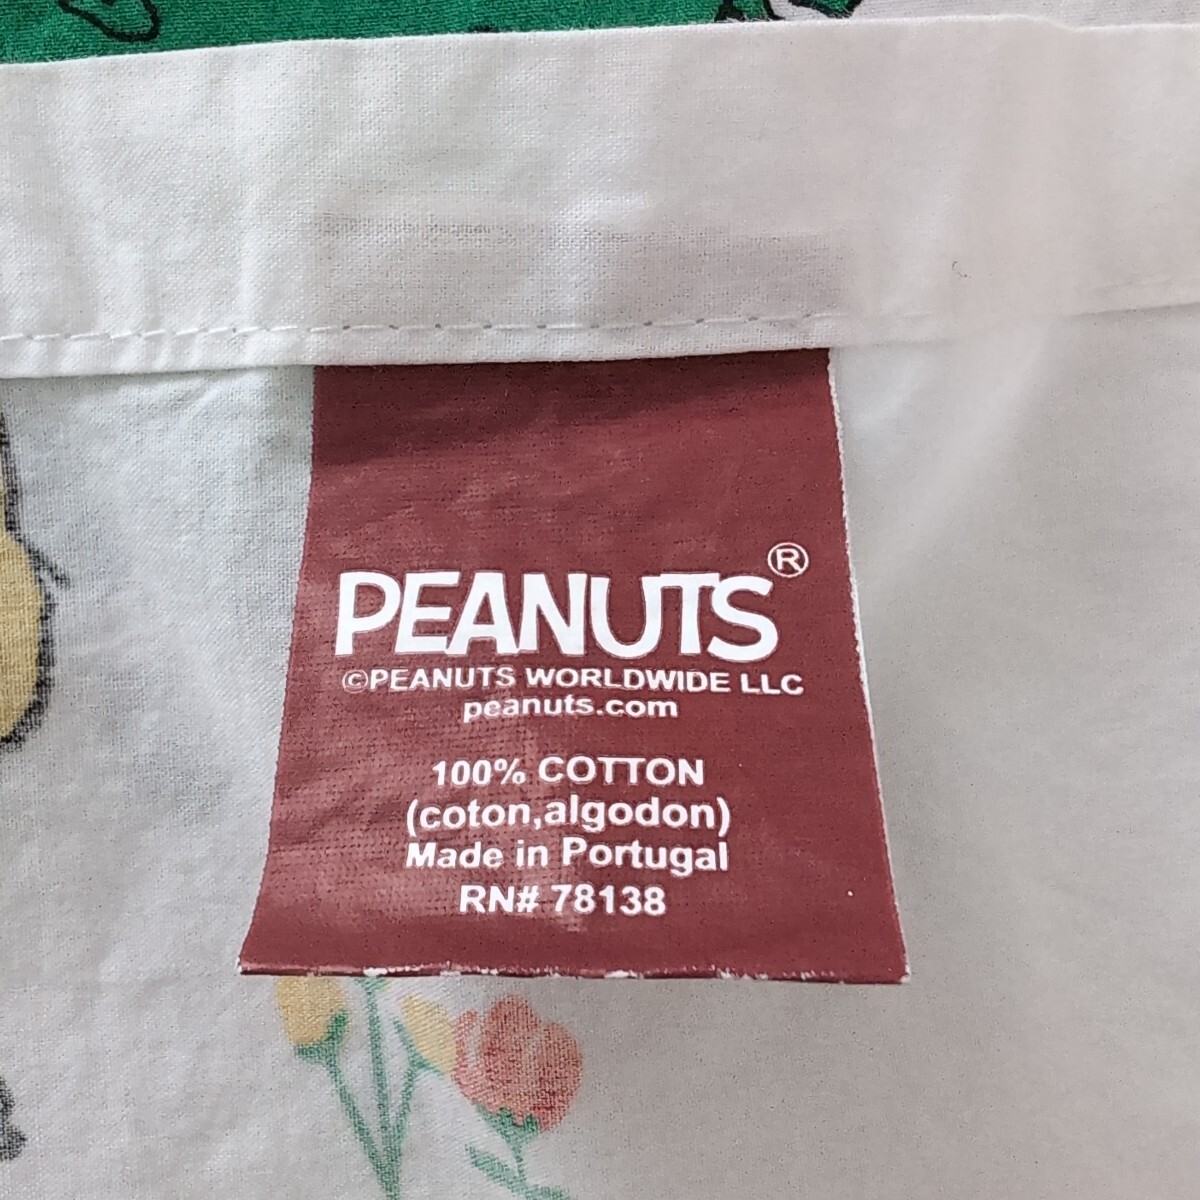 PEANUTS®
©PEANUTS WORLDWIDE LLC
peanuts.com
100% COTTON
(coton,algodon)
Made in Portugal
RN# 78138